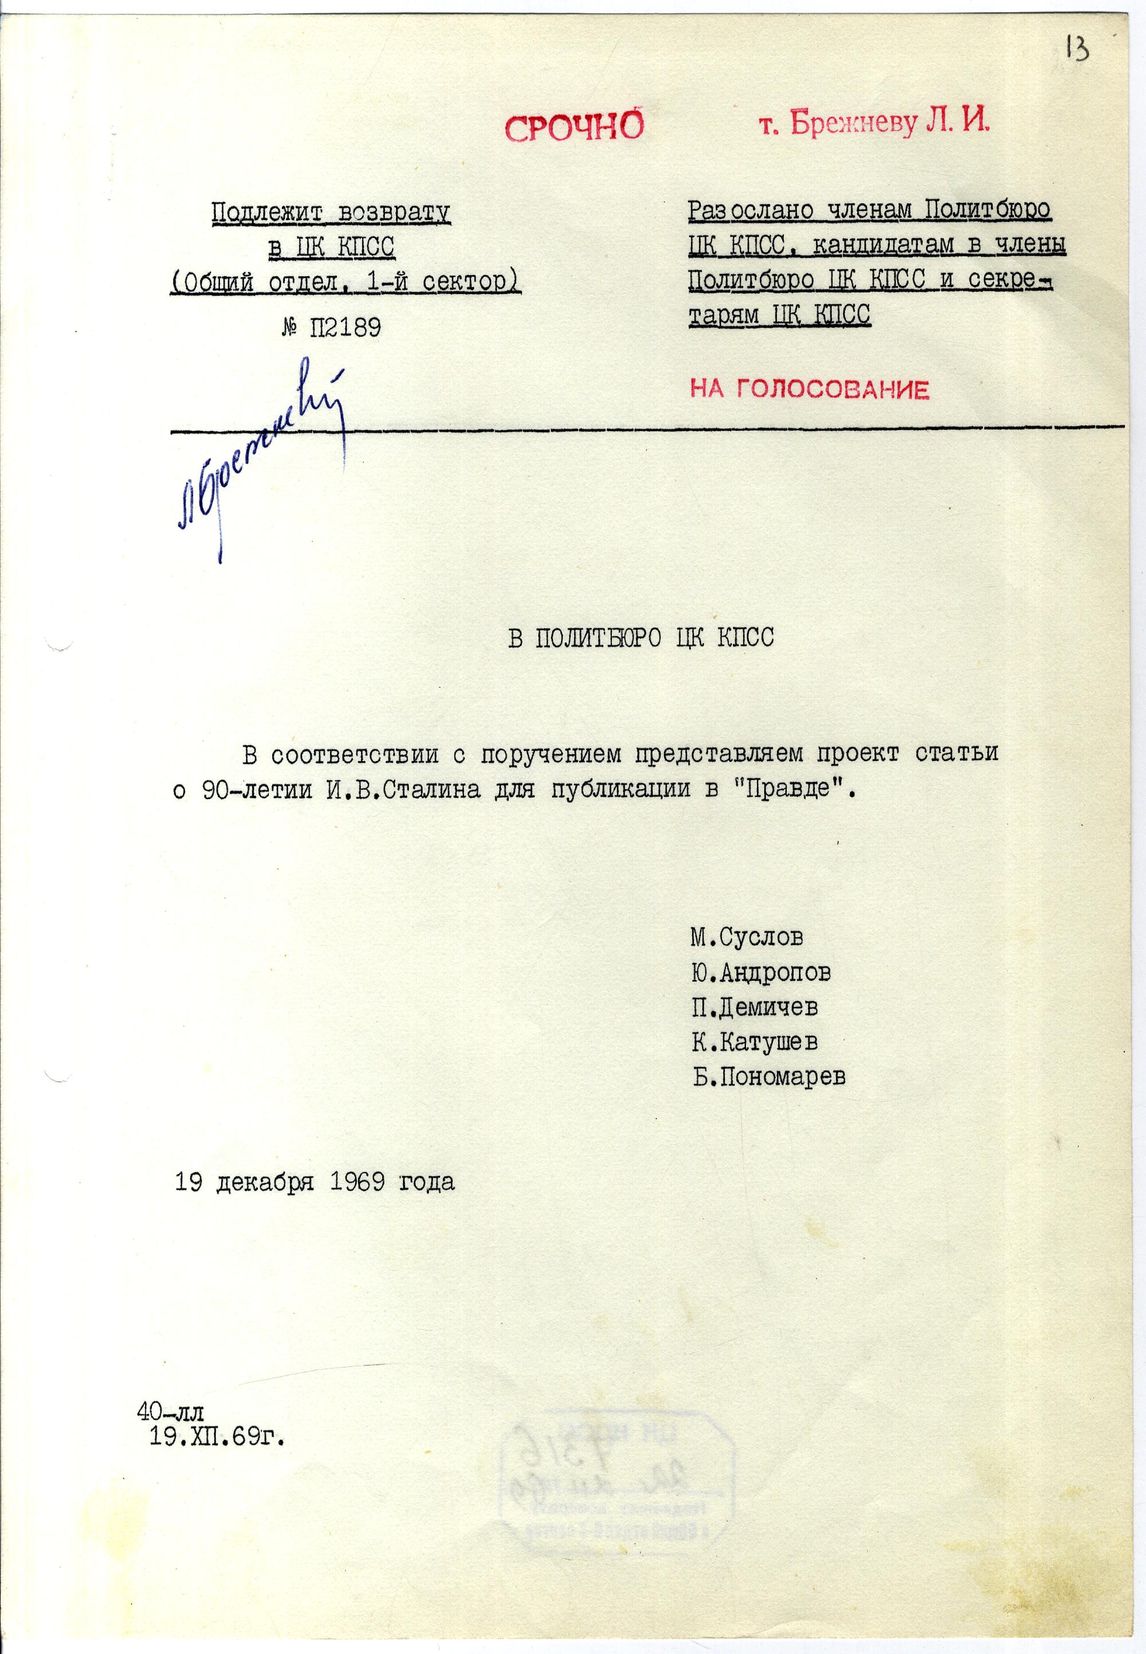 13
СРОЧНО
т. Брежневу Л. И.
Подлежит возврату
в ЦК КПСС
(Общий отдел, 1-й сектор)
№ П2189
Разослано членам Политбюро
ЦК КПСС, кандидатам в члены
Политбюро ЦК КПСС и секре-
тарям ЦК КПСС
НА ГОЛОСОВАНИЕ
Л Брежневу
В ПОЛИТБЮРО ЦК КПСС
В соответствии с поручением представляем проект статьи
о 90-летии И.В.Сталина для публикации в "Правде".
М.Суслов
Ю.Андропов
П.Демичев
К.Катушев
Б.Пономарев
19 декабря 1969 года
40-лл
19.ХП.69г.